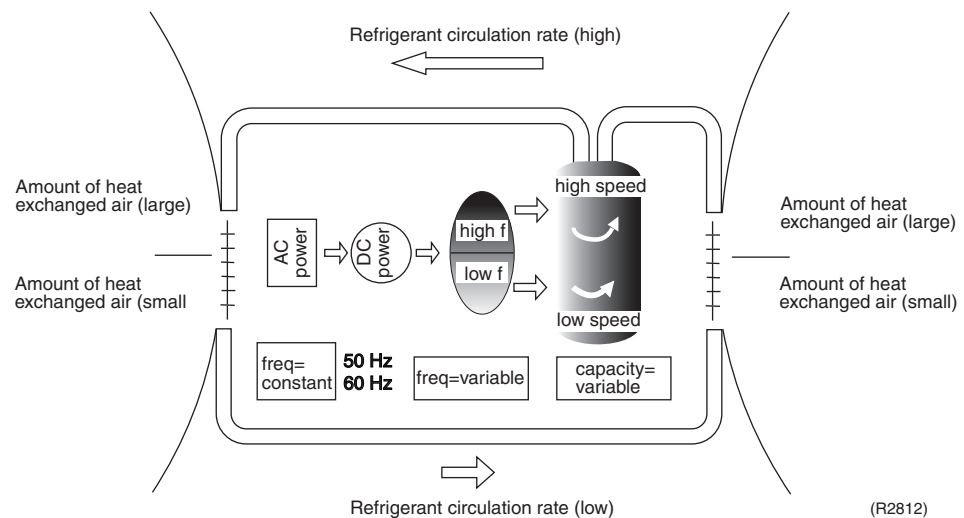 Refrigerant circulation rate (high)
Amount of heat
exchanged air (large)
Amount of heat
exchanged air (small
AC
power
DC
power
high f
low f
high speed
low speed
Amount of heat
exchanged air (large)
Amount of heat
exchanged air (small)
freq=
constant
50 Hz
60 Hz
freq=variable
capacity=
variable
Refrigerant circulation rate (low)
(R2812)